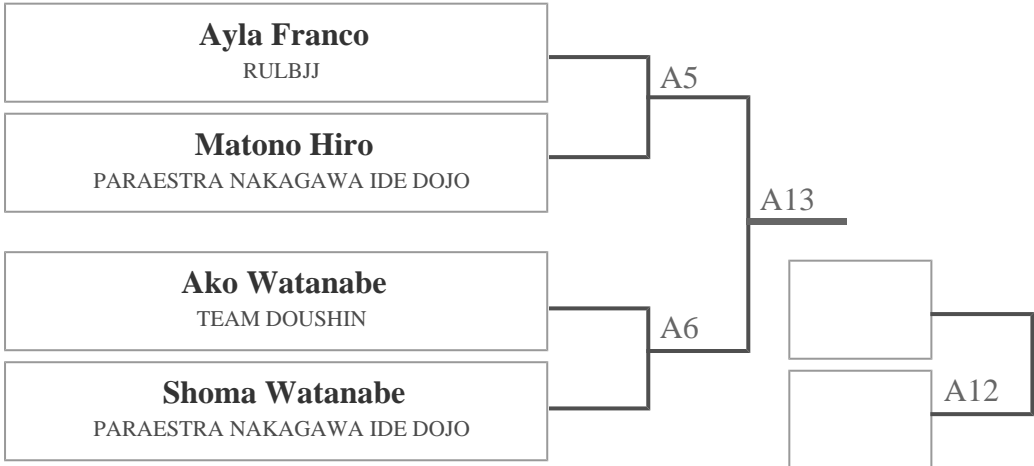 Ayla Franco
RULBJJ
A5
Matono Hiro
PARAESTRA NAKAGAWA IDE DOJO
A13
Ako Watanabe
TEAM DOUSHIN
A6
Shoma Watanabe
PARAESTRA NAKAGAWA IDE DOJO
A12